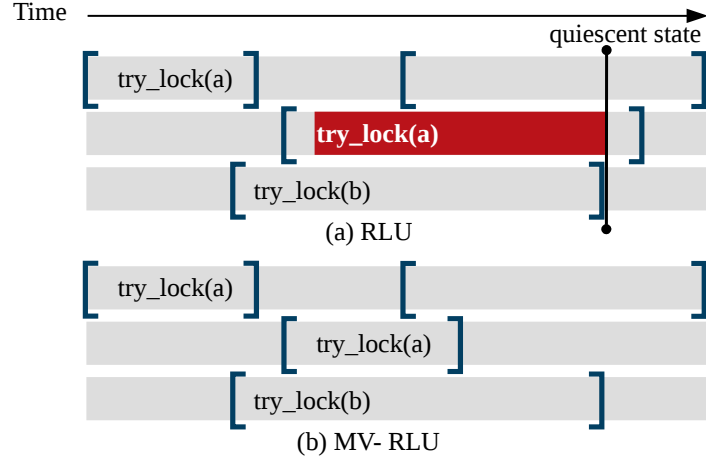 Time
quiescent state
try_lock(a)
try_lock(a)
try_lock(b)
(a) RLU
try_lock(a)
try_lock(a)
try_lock(b)
(b) MV- RLU